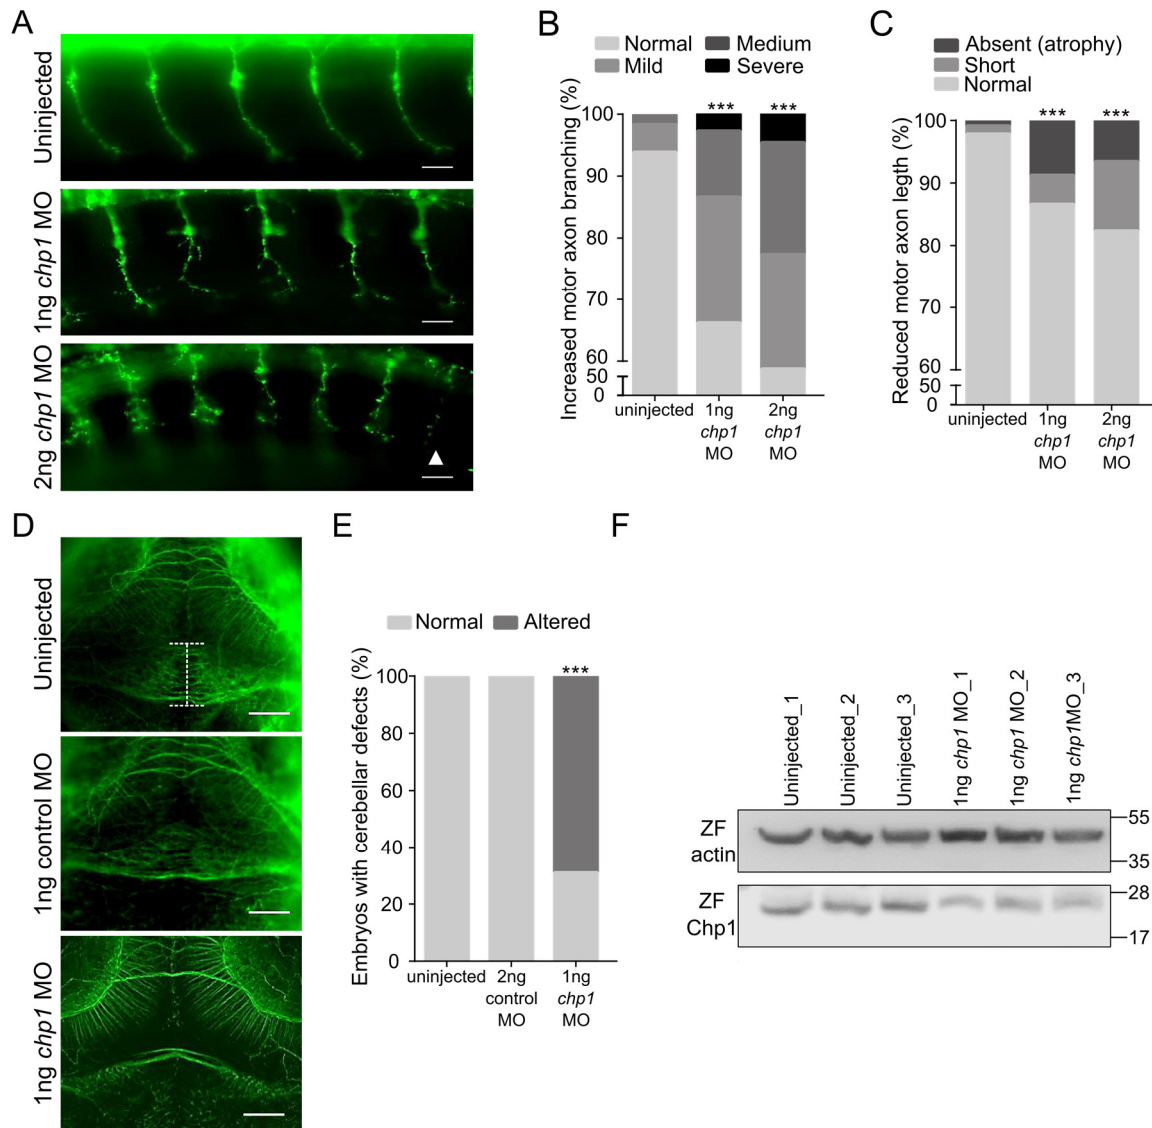 A
Uninjected
1ng chp1 MO
2ng chp1 MO
B
Normal
Medium
Mild
Severe
Increased motor axon branching (%)
100
90
80
70
60
50
0
***
***
uninjected
1ng
chp1
MO
2ng
chp1
MO
C
Absent (atrophy)
Short
Normal
Reduced motor axon legth (%)
100
90
80
70
60
50
0
***
***
uninjected
1ng
chp1
MO
2ng
chp1
MO
D
Uninjected
1ng control MO
1ng chp1 MO
E
Normal
Altered
Embryos with cerebellar defects (%)
100
80
60
40
20
0
***
uninjected
2ng
control
MO
1ng
chp1
MO
F
Uninjected_1
Uninjected_2
Uninjected_3
1ng chp1 MO_1
1ng chp1 MO_2
1ng chp1MO_3
ZF
actin
55
35
ZF
Chp1
28
17